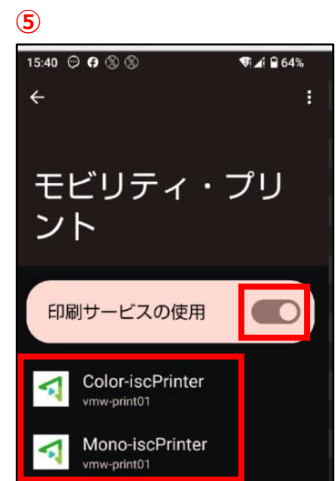 ⑤
15:40 64%
モビリティ・プリ
ント
印刷サービスの使用
Color-iscPrinter
vmw-print01
Mono-iscPrinter
vmw-print01